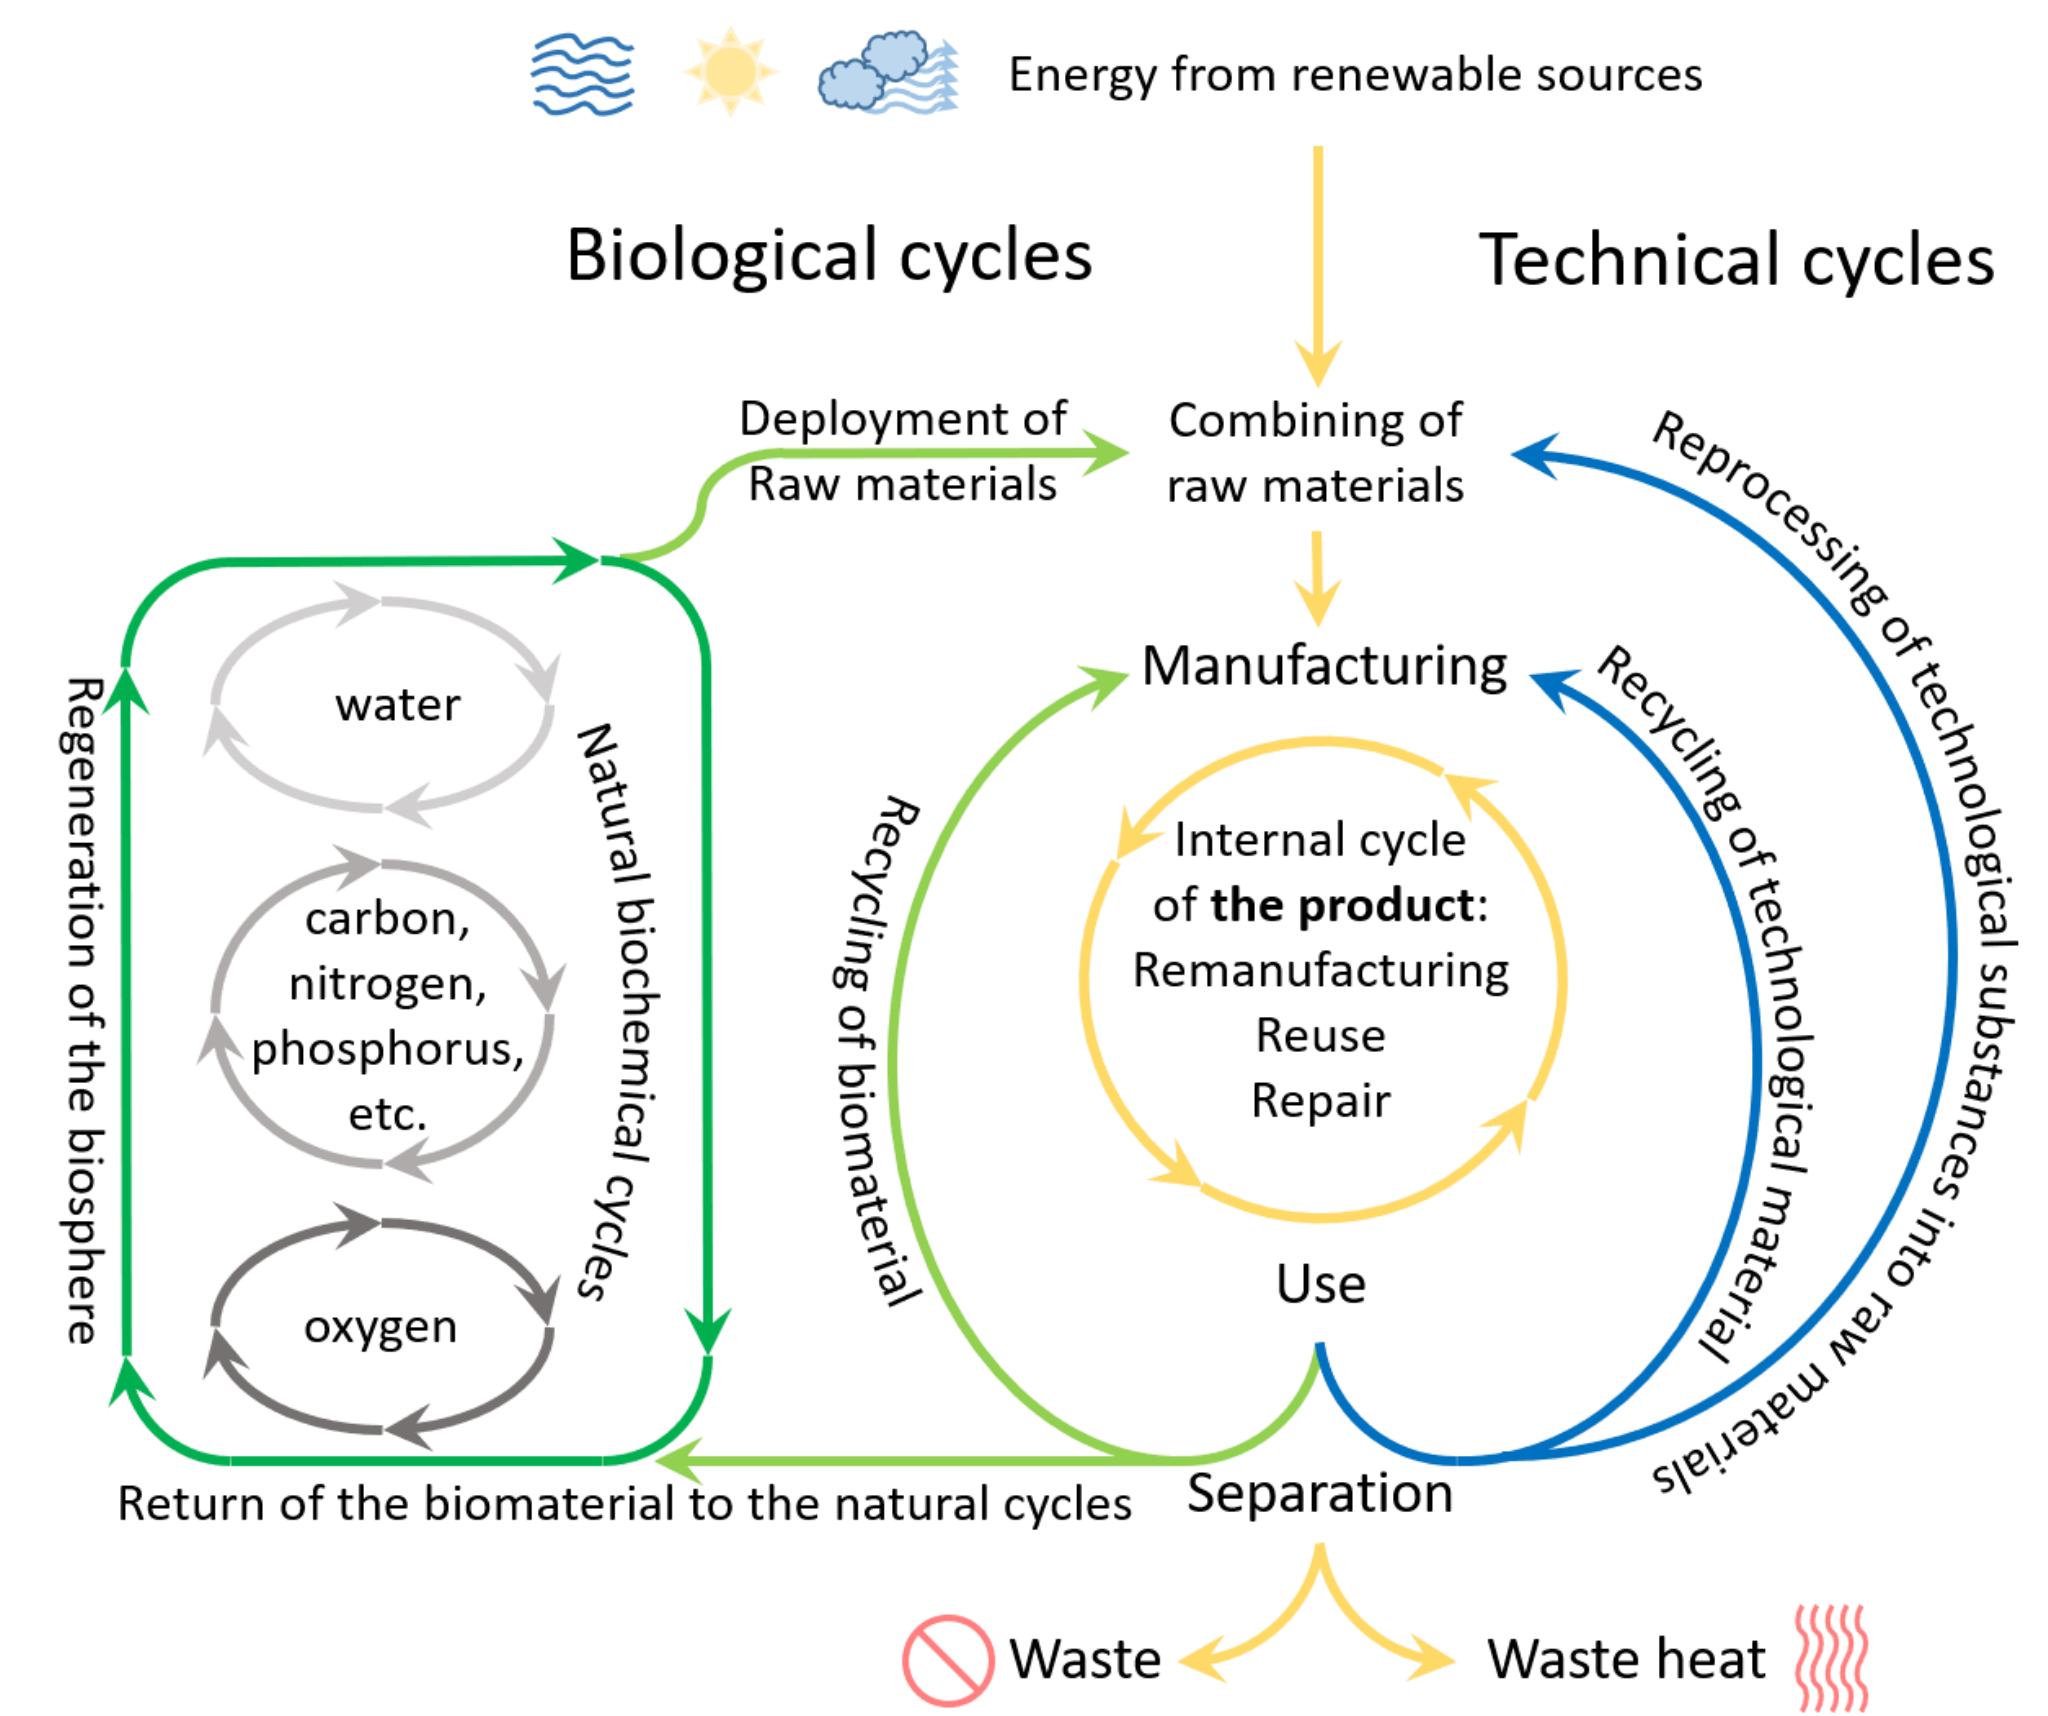 Energy from renewable sources
Biological cycles
Technical cycles
Deployment of
Raw materials
Combining of
raw materials
Reprocessing of technological substances into raw materials
Manufacturing
Recycling of technological material
Regeneration of the biosphere
water
Natural biochemical cycles
carbon,
nitrogen,
phosphorus,
etc.
oxygen
Recycling of biomaterial
Internal cycle
of the product:
Remanufacturing
Reuse
Repair
Use
Return of the biomaterial to the natural cycles
Separation
Waste
Waste heat